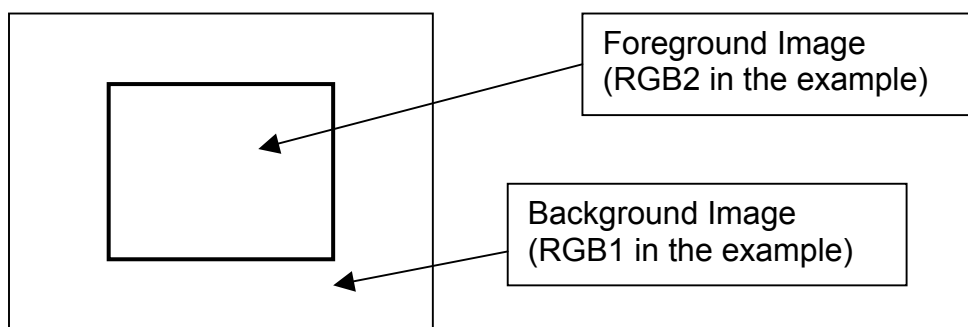 Foreground Image
(RGB2 in the example)
Background Image
(RGB1 in the example)